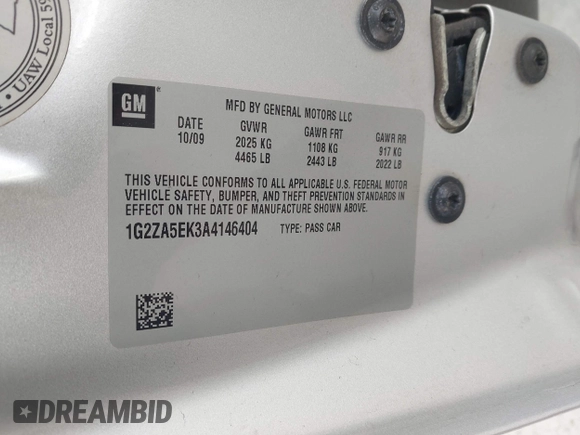 UAW Local 59
GM
MFD BY GENERAL MOTORS LLC
DATE GVWR GAWR FRT GAWR RR
10/09 2025 KG 1108 KG 917 KG
4465 LB 2443 LB 2022 LB
THIS VEHICLE CONFORMS TO ALL APPLICABLE U.S. FEDERAL MOTOR
VEHICLE SAFETY, BUMPER, AND THEFT PREVENTION STANDARDS IN
EFFECT ON THE DATE OF MANUFACTURE SHOWN ABOVE.
1G2ZA5EK3A4146404 TYPE: PASS CAR
DREAMBID